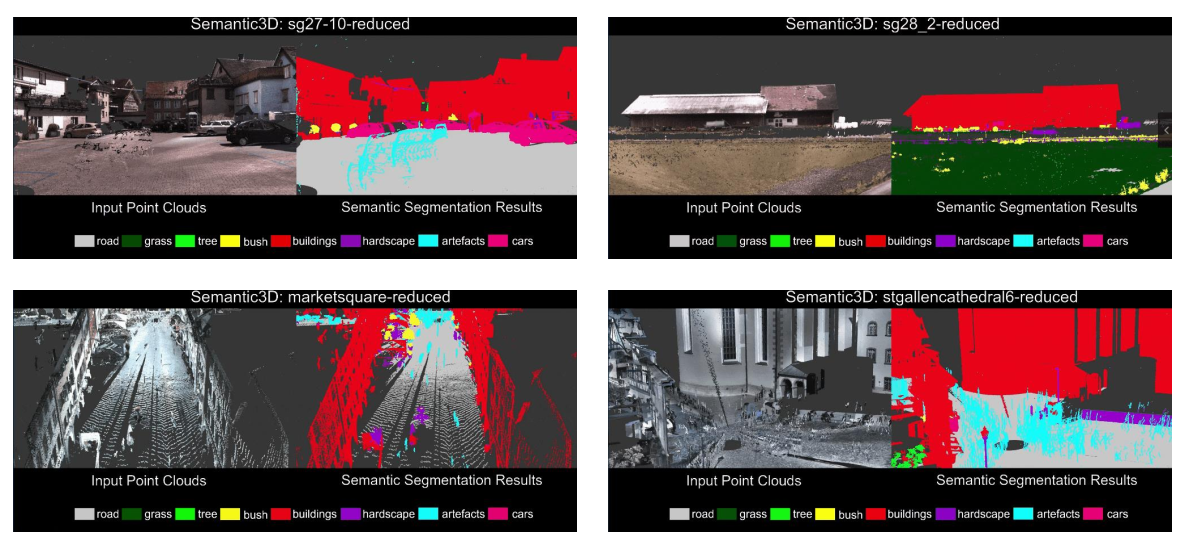 Semantic3D: sg27-10-reduced
Input Point Clouds Semantic Segmentation Results
road grass tree bush buildings hardscape artefacts cars
Semantic3D: sg28_2-reduced
Input Point Clouds Semantic Segmentation Results
road grass tree bush buildings hardscape artefacts cars
Semantic3D: marketsquare-reduced
Input Point Clouds Semantic Segmentation Results
road grass tree bush buildings hardscape artefacts cars
Semantic3D: stgallencathedral6-reduced
Input Point Clouds Semantic Segmentation Results
road grass tree bush buildings hardscape artefacts cars